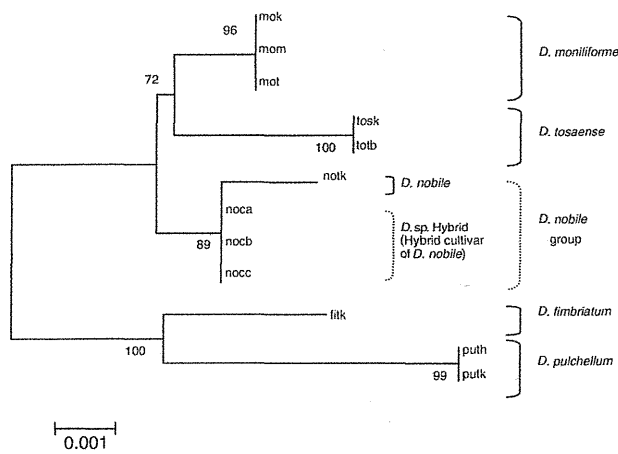 mok
96
mom
D. moniliforme
mot
72
tosk
D. tosaense
totb
100
notk
D. nobile
noca
D. sp. Hybrid
(Hybrid cultivar
of D. nobile)
D. nobile
group
nocb
89
nocc
fitk
D. fimbriatum
100
puth
D. pulchellum
putk
99
0.001